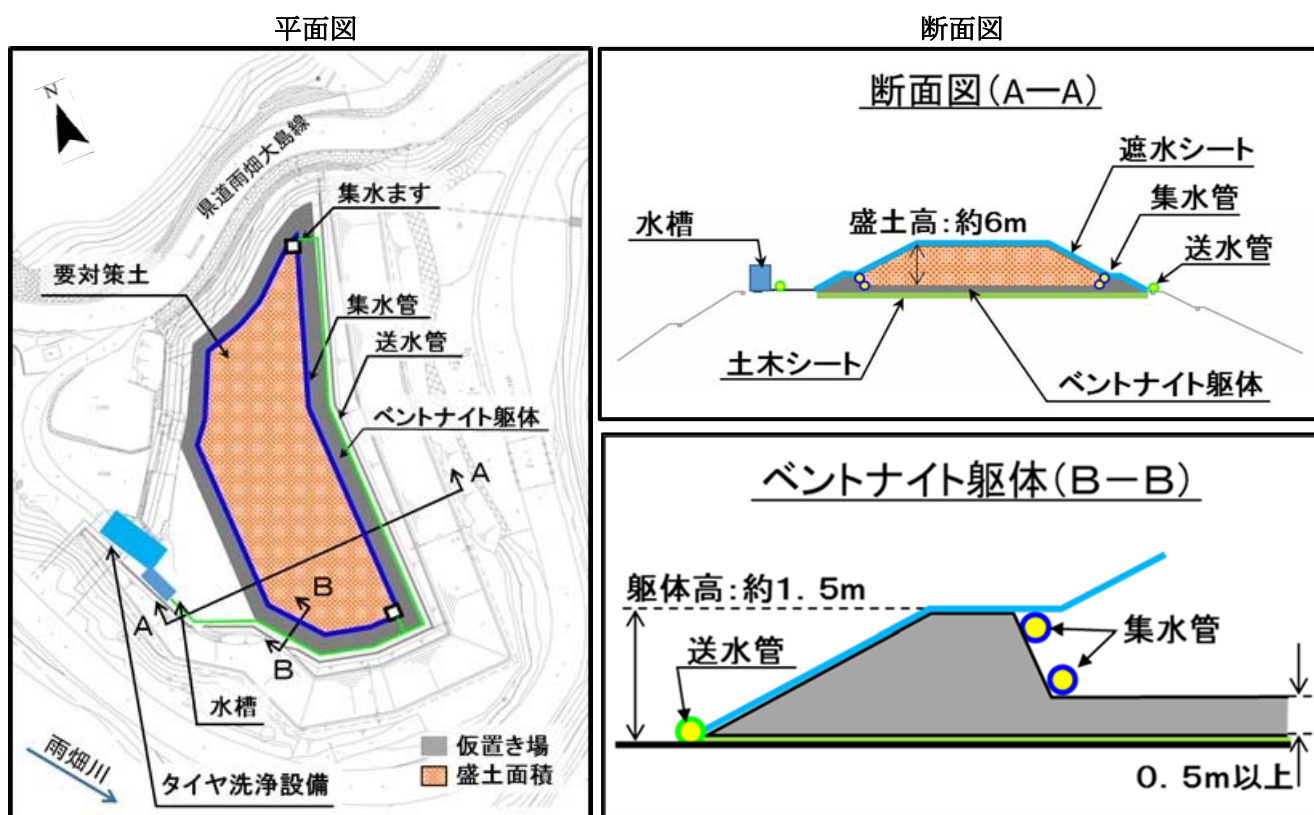 平面図
断面図
N
県道雨畑大島線
集水ます
要対策土
集水管
送水管
ベントナイト躯体
A
B
A
B
水槽
雨畑川
タイヤ洗浄設備
仮置き場
盛土面積
断面図(A―A)
遮水シート
集水管
水槽
盛土高:約6m
送水管
土木シート
ベントナイト躯体
ベントナイト躯体(B-B)
躯体高:約1.5m
集水管
送水管
0.5m以上